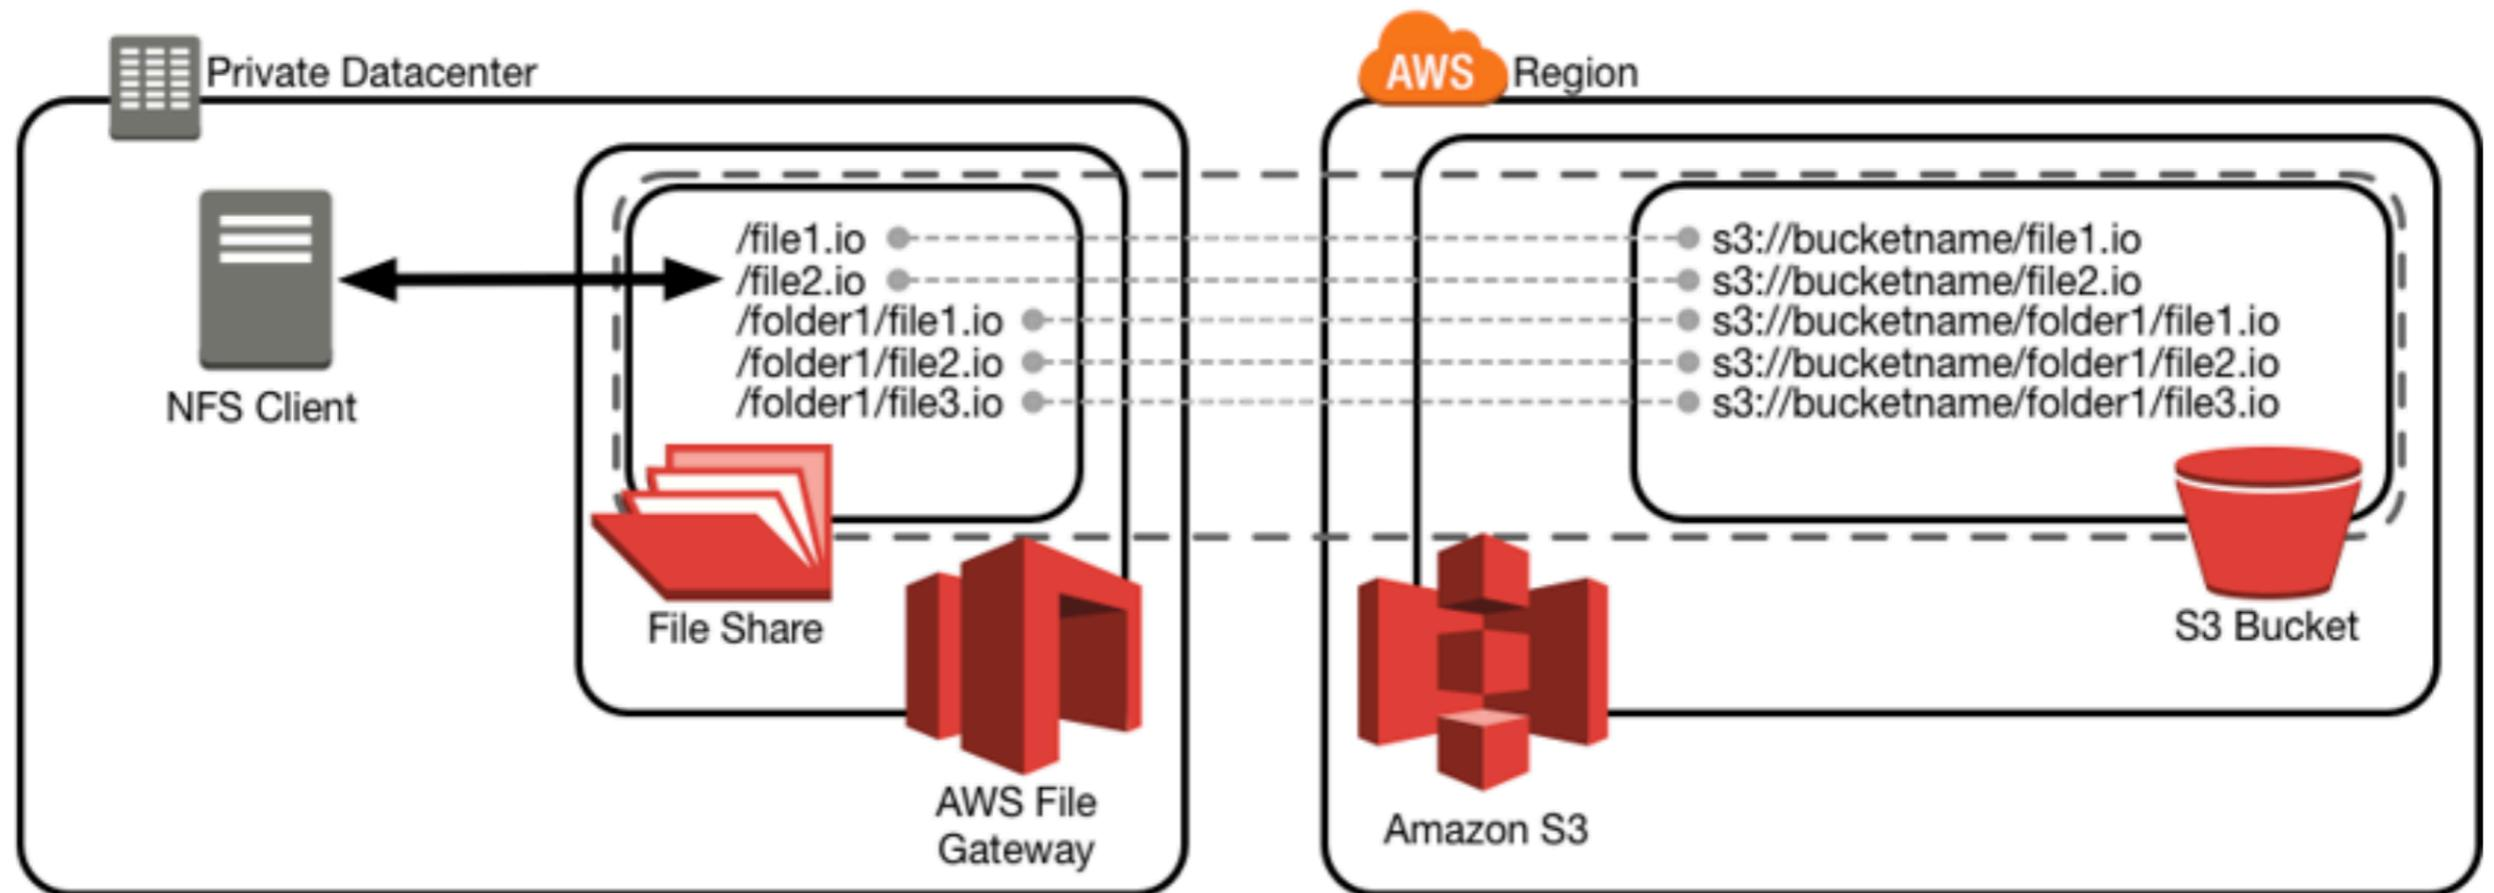 Private Datacenter
AWS Region
/file1.io
/file2.io
/folder1/file1.io
/folder1/file2.io
/folder1/file3.io
s3://bucketname/file1.io
s3://bucketname/file2.io
s3://bucketname/folder1/file1.io
s3://bucketname/folder1/file2.io
s3://bucketname/folder1/file3.io
NFS Client
File Share
S3 Bucket
AWS File
Gateway
Amazon S3